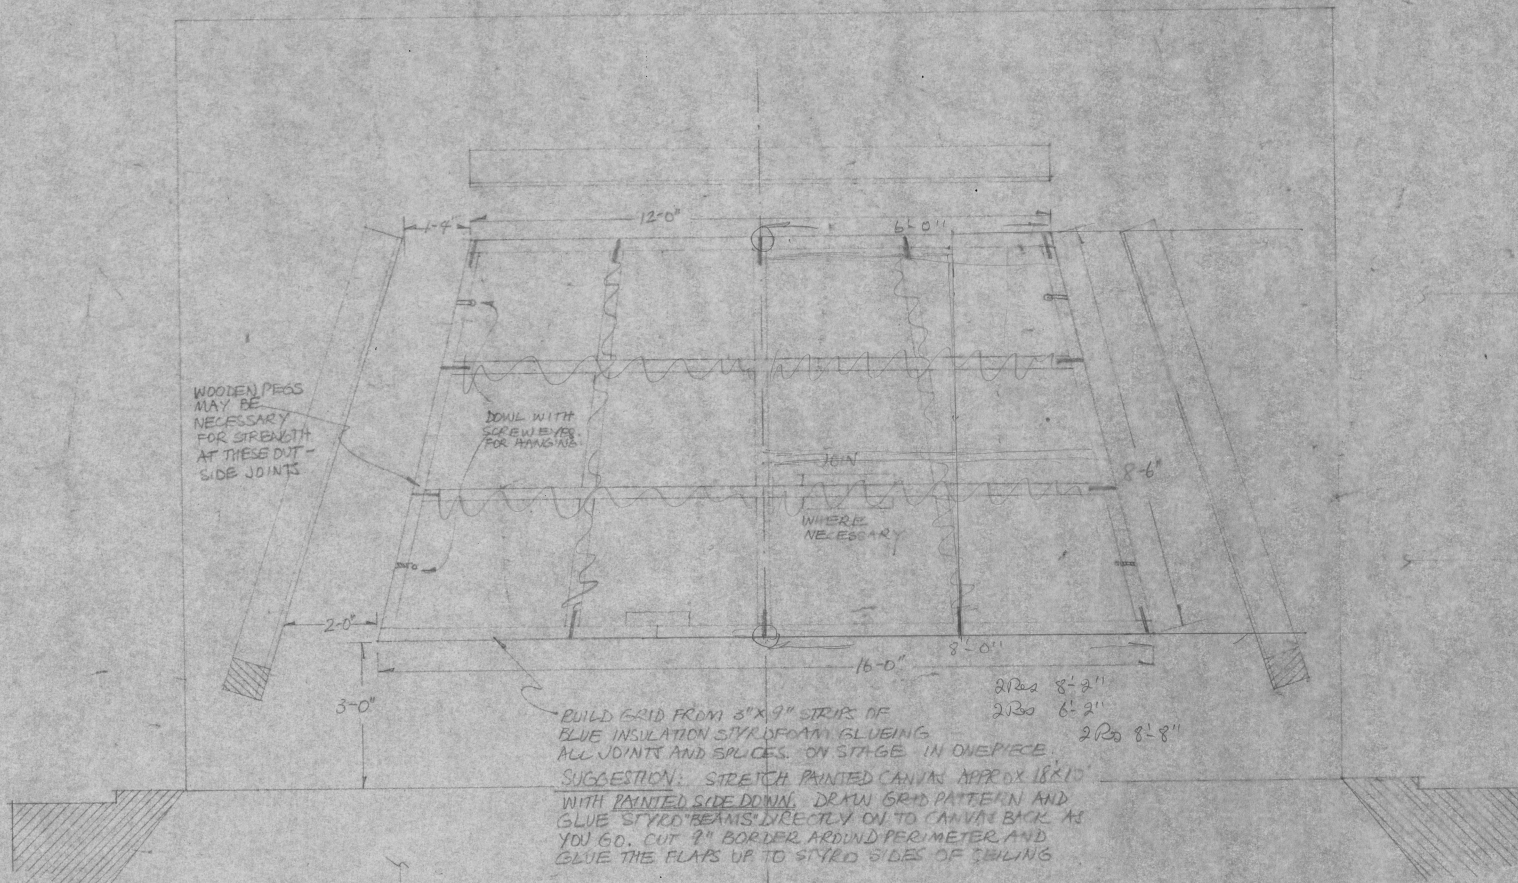 1-4"
12-0"
6'-0"
WOODEN PEGS
MAY BE
NECESSARY
FOR STRENGTH
AT THESE OUT-
SIDE JOINTS
DOWL WITH
SCREW EYES
FOR HANGING
JOIN
8-6"
WHERE
NECESSARY
2-0"
8'-0"
16-0"
3-0"
2 Pcs 8'-2"
2 Pcs 6'-2"
2 Pcs 8'-8"
BUILD GRID FROM 3" X 9" STRIPS OF
BLUE INSULATION STYROFOAM GLUEING
ALL JOINTS AND SPLICES. ON STAGE IN ONE PIECE.
SUGGESTION: STRETCH PAINTED CANVAS APPROX
WITH PAINTED SIDE DOWN. DRAW GRID PATTERN AND
GLUE STYRO "BEAMS" DIRECTLY ON TO CANVAS BACK AS
YOU GO. CUT 9" BORDER AROUND PERIMETER AND
GLUE THE FLAPS UP TO STYRO SIDES OF CEILING